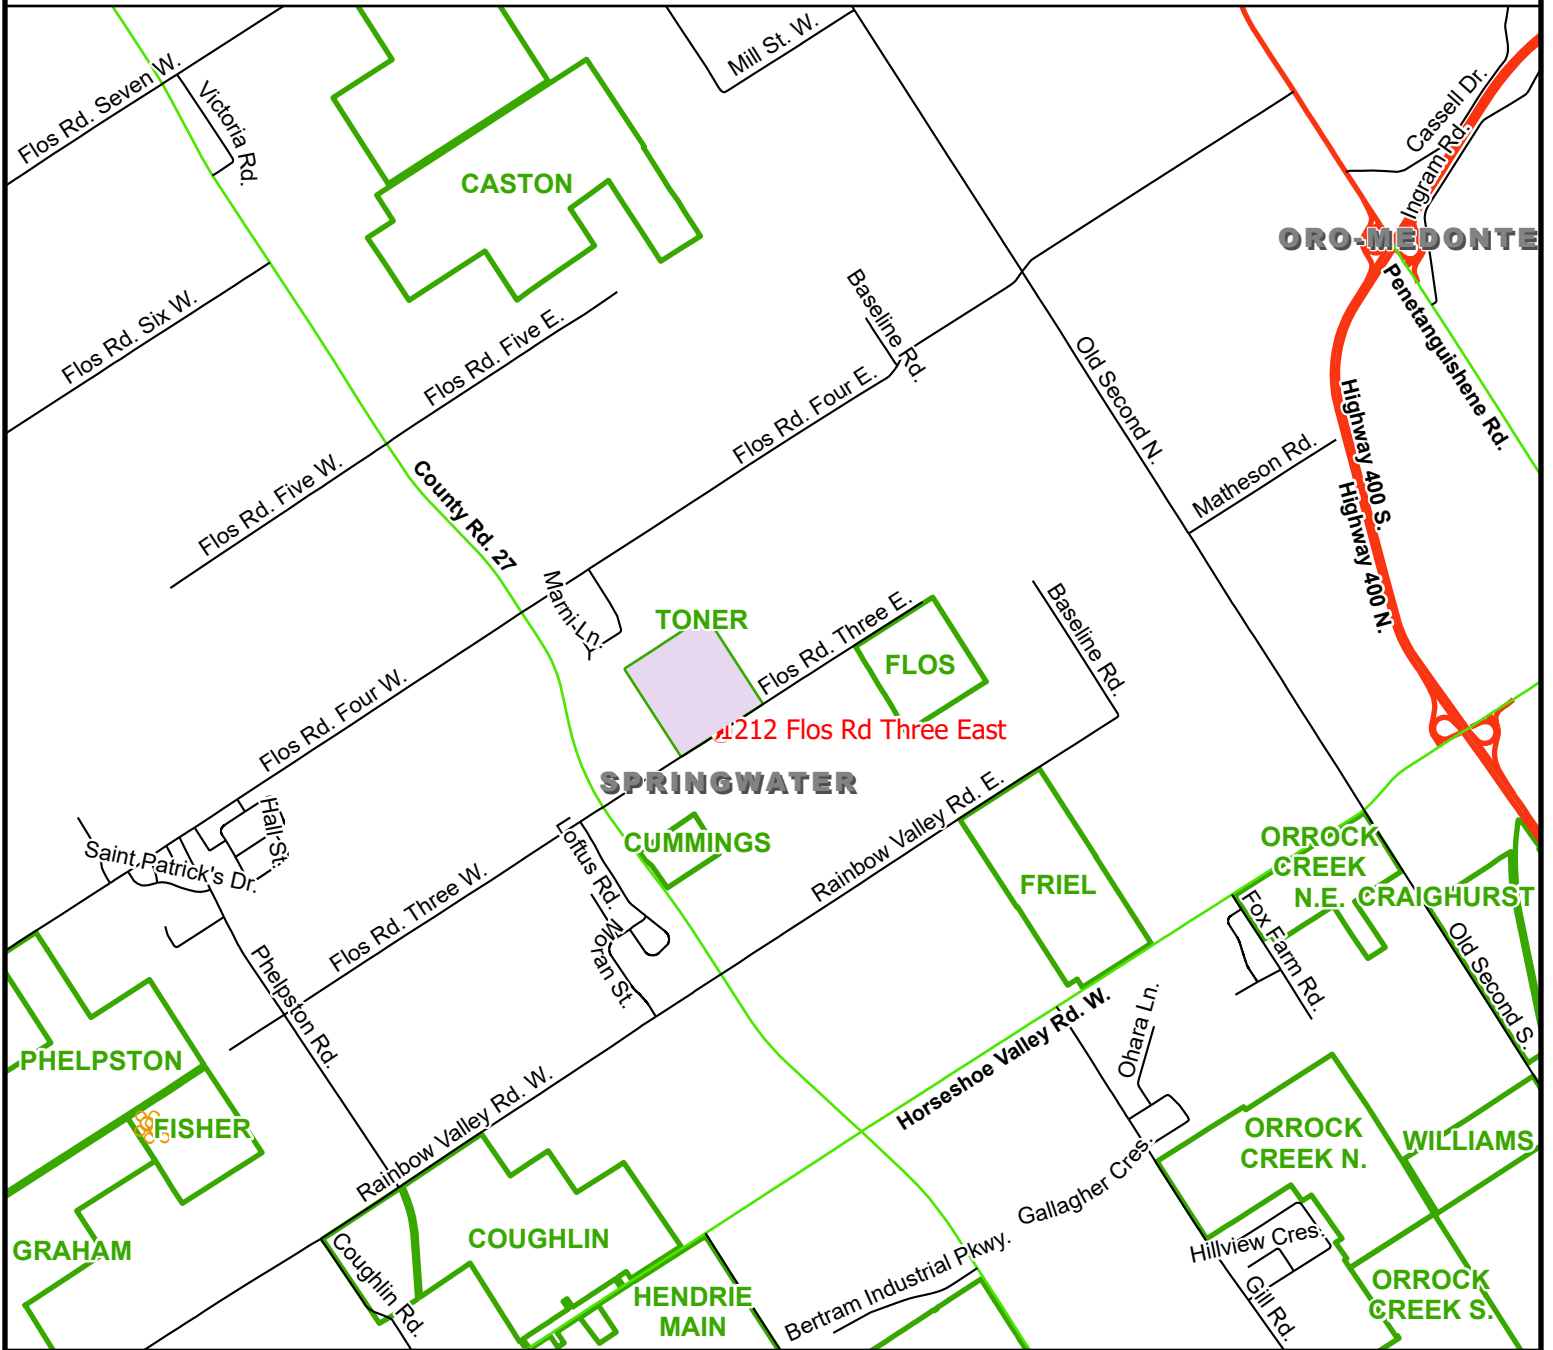 Mill St. W.
Flos Rd. Seven W.
Victoria Rd.
Cassell Dr.
Ingram Rd.
CASTON
ORO-MEDONTE
Penetanguishene Rd.
Baseline Rd.
Flos Rd. Six W.
Flos Rd. Five E.
Old Second N.
Flos Rd. Four E.
Highway 400 S.
Highway 400 N.
Matheson Rd.
Flos Rd. Five W.
County Rd. 27
Marni Ln.
TONER
Flos Rd. Three E.
FLOS
Baseline Rd.
1212 Flos Rd Three East
Flos Rd. Four W.
SPRINGWATER
Hall St.
Saint Patrick's Dr.
Loftus Rd.
CUMMINGS
Rainbow Valley Rd. E.
FRIEL
ORROCK
CREEK
N.E.
CRAIGHURST
Flos Rd. Three W.
Moran St.
Fox Farm Rd.
Old Second S.
Phelpston Rd.
PHELPSTON
Ohara Ln.
Horseshoe Valley Rd. W.
FISHER
Rainbow Valley Rd. W.
ORROCK
CREEK N.
WILLIAMS
Gallagher Cres.
GRAHAM
COUGHLIN
Coughlin Rd.
Hillview Cres.
Bertram Industrial Pkwy.
HENDRIE
MAIN
Gill Rd.
ORROCK
CREEK S.